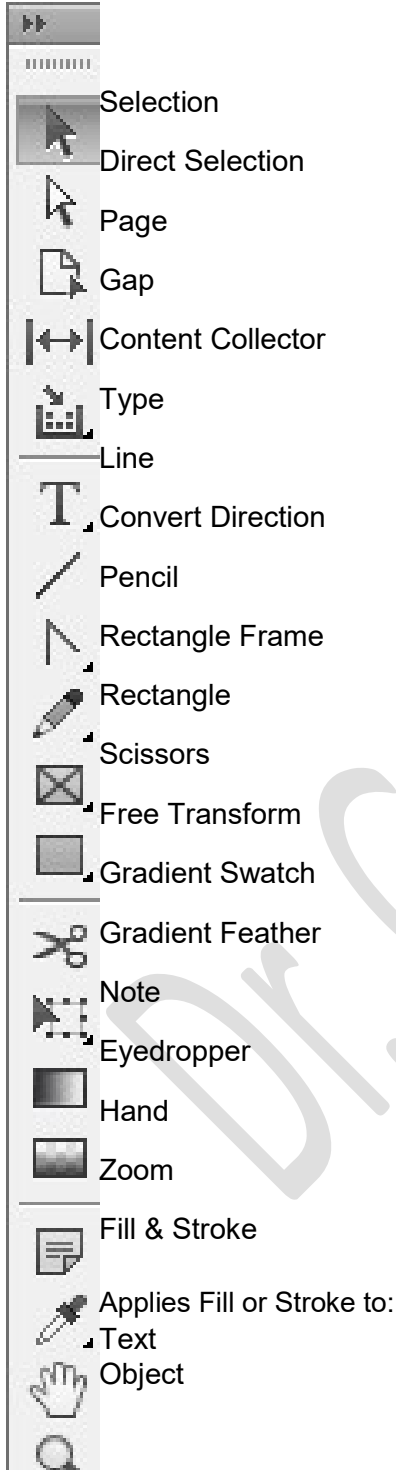 Selection
Direct Selection
Page
Gap
Content Collector
Type
Line
Convert Direction
Pencil
Rectangle Frame
Rectangle
Scissors
Free Transform
Gradient Swatch
Gradient Feather
Note
Eyedropper
Hand
Zoom
Fill & Stroke
Applies Fill or Stroke to:
Text
Object
Dr.